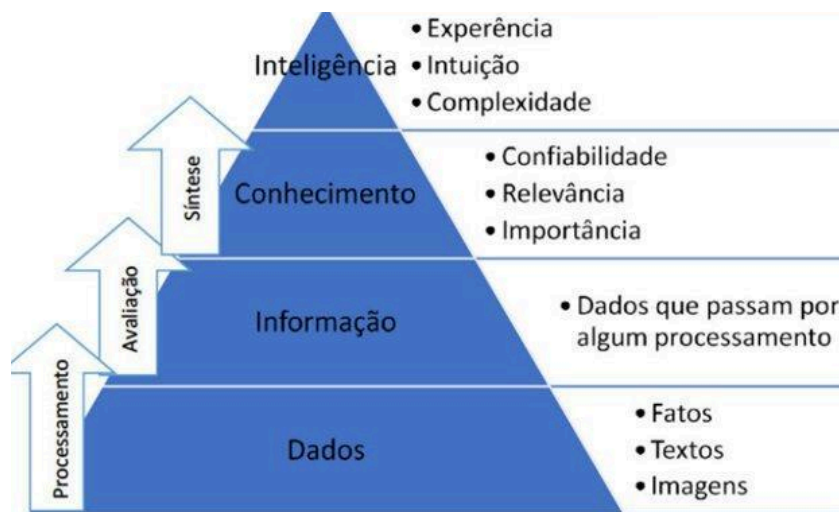 Inteligência
• Experência
• Intuição
• Complexidade
Síntese
Conhecimento
• Confiabilidade
• Relevância
• Importância
Avaliação
Informação
• Dados que passam por
algum processamento
Processamento
Dados
• Fatos
• Textos
• Imagens